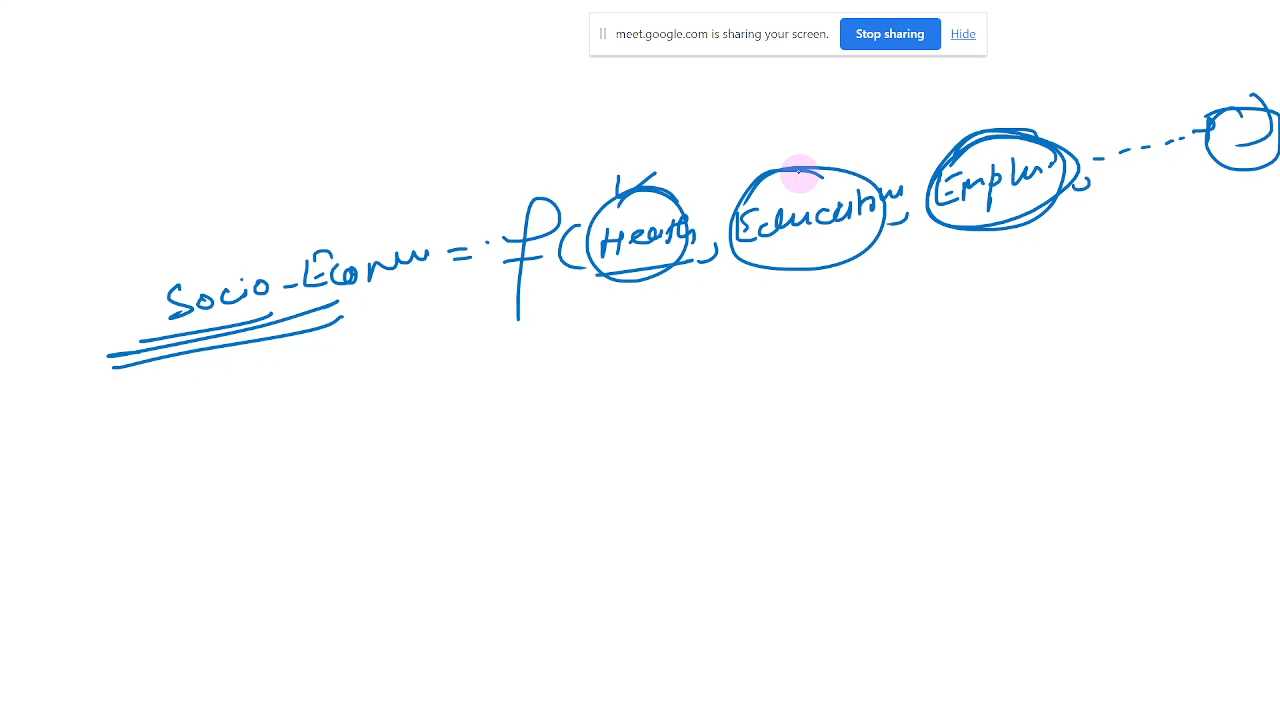 meet.google.com is sharing your screen. Stop sharing Hide
Socio-Econ = f (Health, Education, Emplm, -----